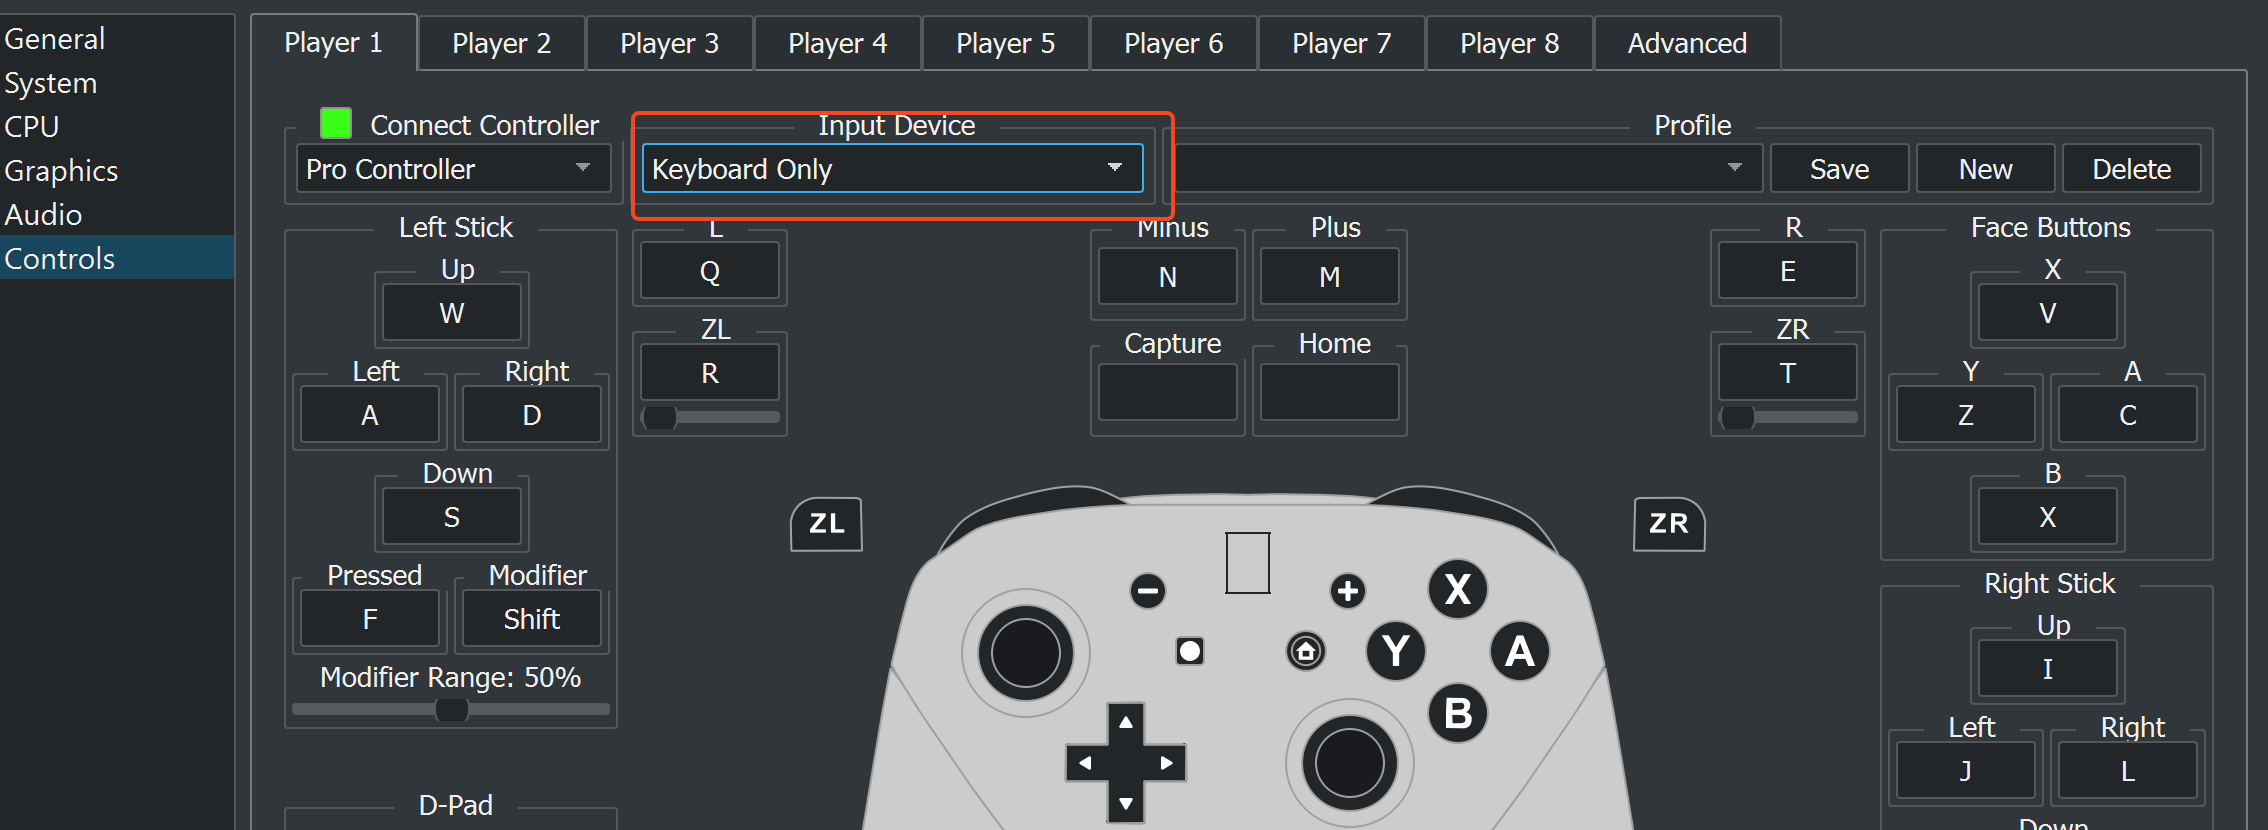 General
System
CPU
Graphics
Audio
Controls
Player 1 Player 2 Player 3 Player 4 Player 5 Player 6 Player 7 Player 8 Advanced
Connect Controller Input Device Profile
Pro Controller Keyboard Only Save New Delete
Left Stick L Minus Plus R Face Buttons
Up X
W Q N M E V
ZL Capture Home ZR
Left Right Y A
A D R T Z C
Down B
S X
ZL ZR
Pressed Modifier Right Stick
F Shift X
Up
Y A
I
Modifier Range: 50%
B
Left Right
J L
D-Pad
Down